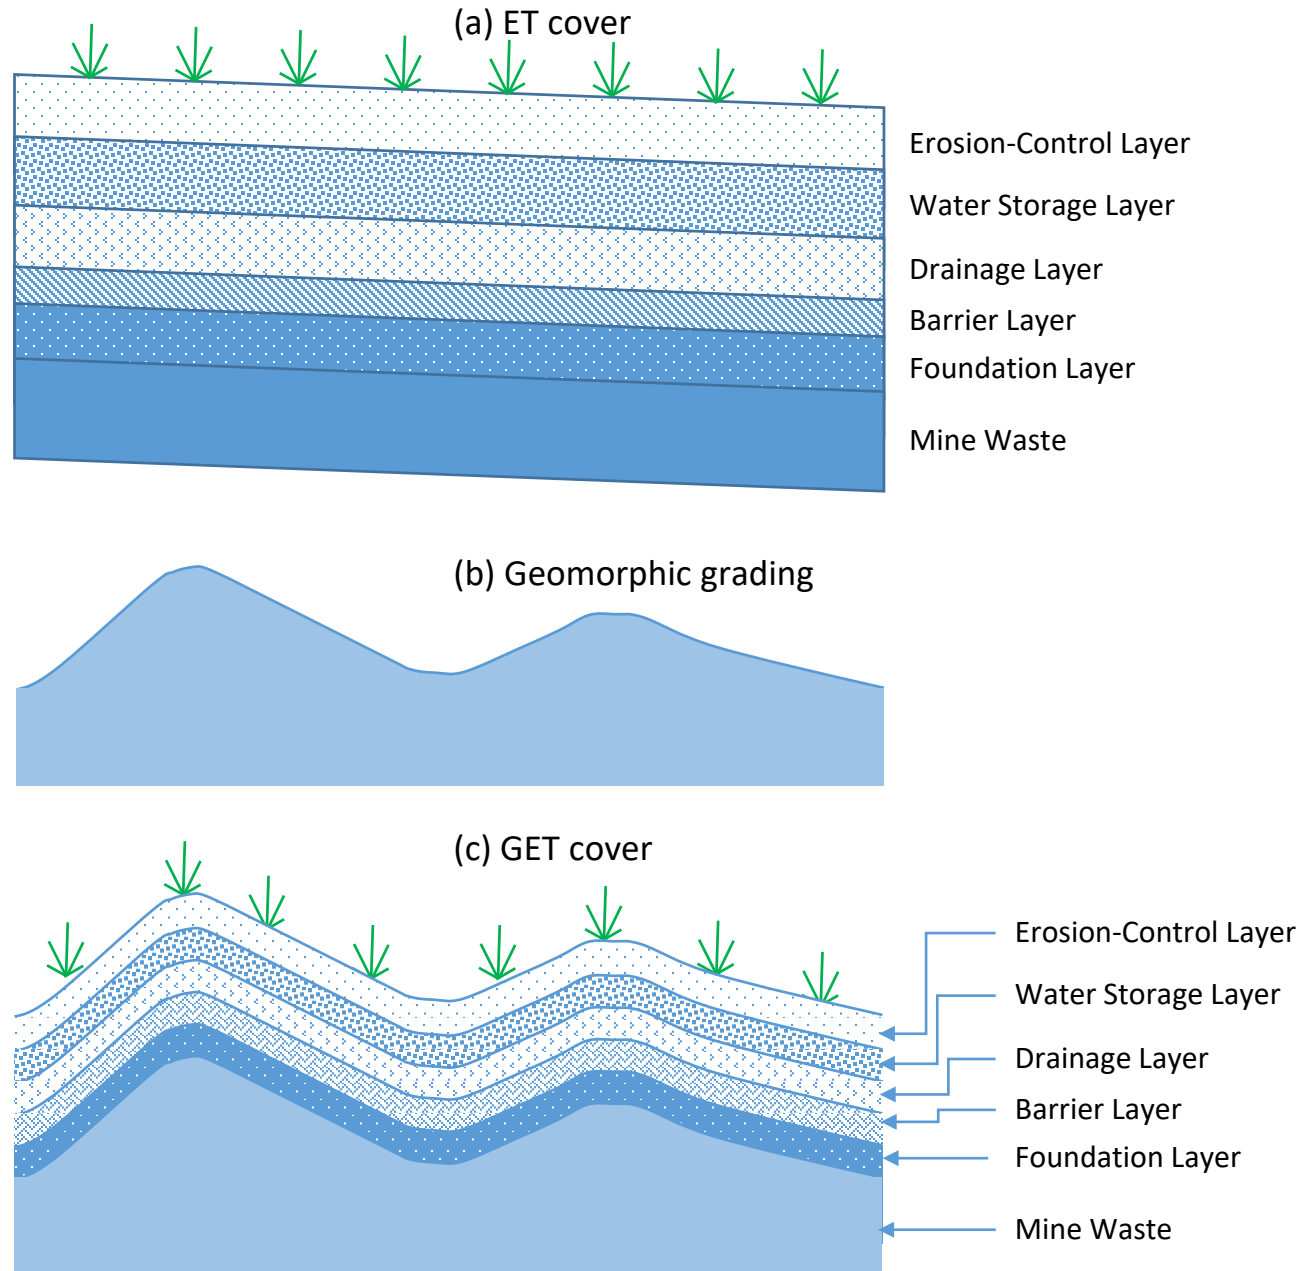 (a) ET cover
Erosion-Control Layer
Water Storage Layer
Drainage Layer
Barrier Layer
Foundation Layer
Mine Waste
(b) Geomorphic grading
(c) GET cover
Erosion-Control Layer
Water Storage Layer
Drainage Layer
Barrier Layer
Foundation Layer
Mine Waste